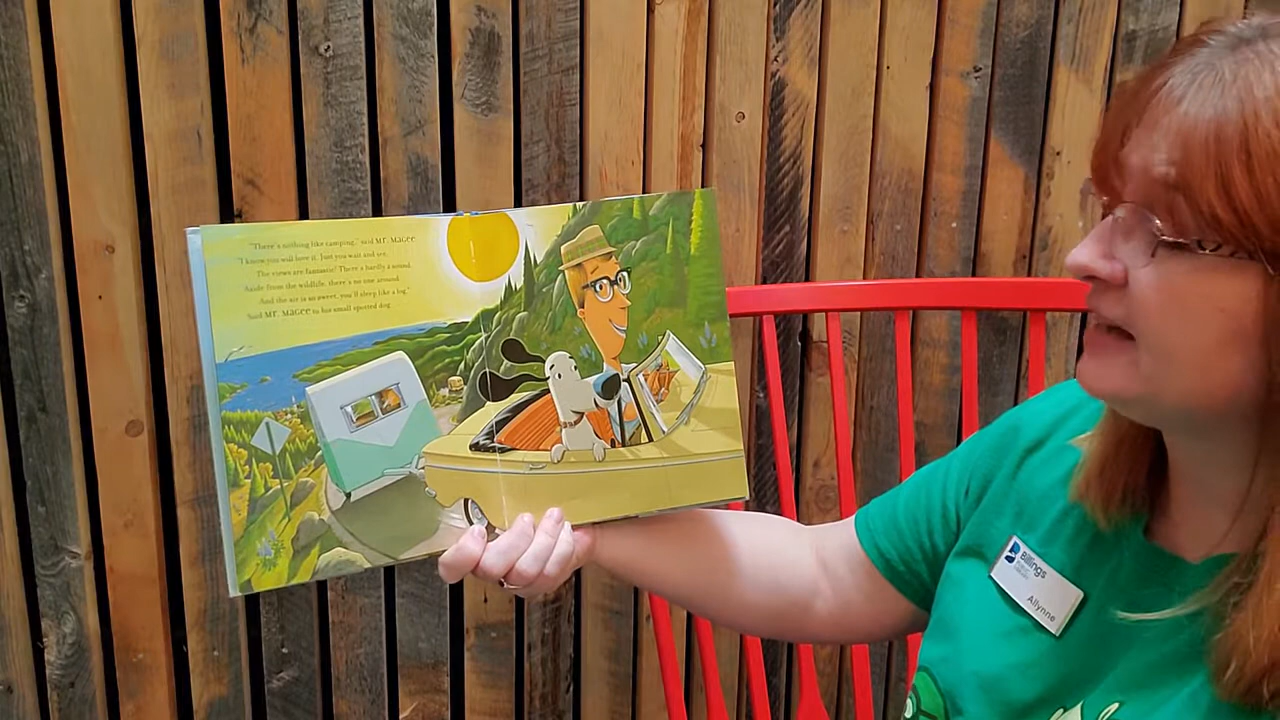 "There's nothing like camping," said MR. MAGEE
"I know you will love it. Just you wait and see.
The views are fantastic! There's hardly a sound.
Aside from the wildlife, there's no one around.
And the air is so sweet, you'll sleep like a log,"
Said MR. MAGEE to his small spotted dog.
Billings
Allynne